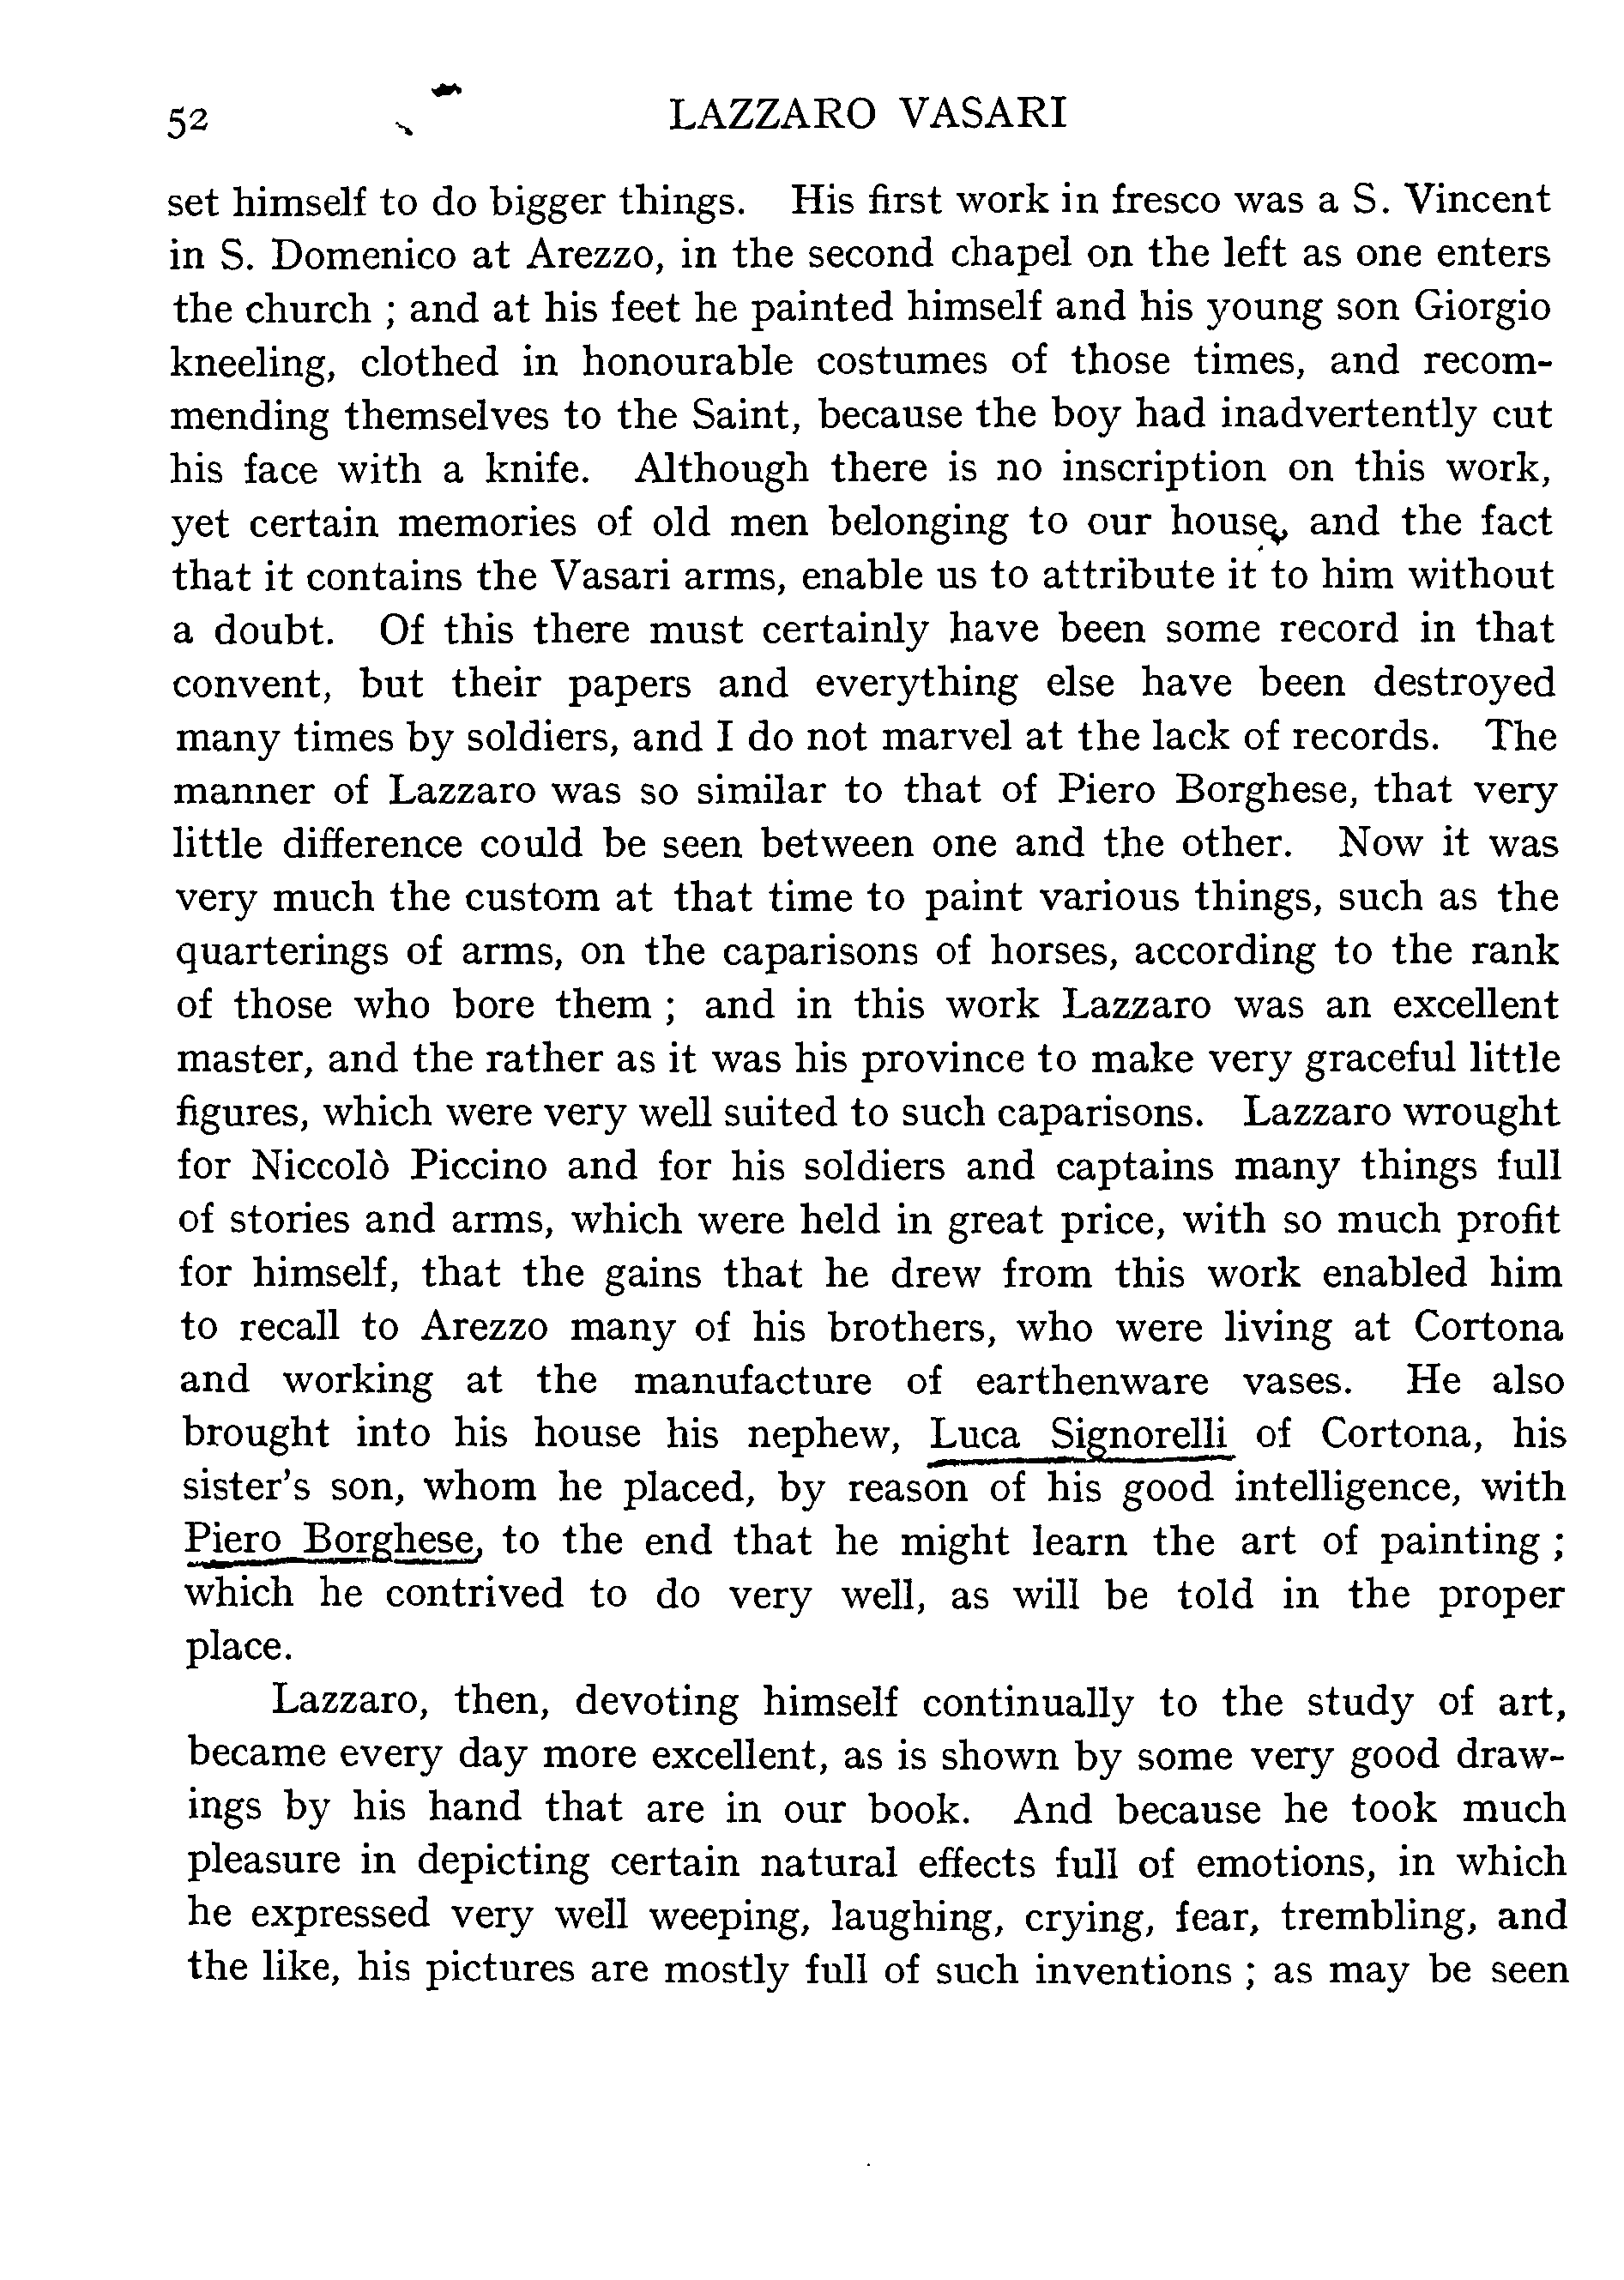 52 LAZZARO VASARI
set himself to do bigger things. His first work in fresco was a S. Vincent
in S. Domenico at Arezzo, in the second chapel on the left as one enters
the church ; and at his feet he painted himself and his young son Giorgio
kneeling, clothed in honourable costumes of those times, and recom-
mending themselves to the Saint, because the boy had inadvertently cut
his face with a knife. Although there is no inscription on this work,
yet certain memories of old men belonging to our house, and the fact
that it contains the Vasari arms, enable us to attribute it to him without
a doubt. Of this there must certainly have been some record in that
convent, but their papers and everything else have been destroyed
many times by soldiers, and I do not marvel at the lack of records. The
manner of Lazzaro was so similar to that of Piero Borghese, that very
little difference could be seen between one and the other. Now it was
very much the custom at that time to paint various things, such as the
quarterings of arms, on the caparisons of horses, according to the rank
of those who bore them ; and in this work Lazzaro was an excellent
master, and the rather as it was his province to make very graceful little
figures, which were very well suited to such caparisons. Lazzaro wrought
for Niccolò Piccino and for his soldiers and captains many things full
of stories and arms, which were held in great price, with so much profit
for himself, that the gains that he drew from this work enabled him
to recall to Arezzo many of his brothers, who were living at Cortona
and working at the manufacture of earthenware vases. He also
brought into his house his nephew, Luca Signorelli of Cortona, his
sister's son, whom he placed, by reason of his good intelligence, with
Piero Borghese, to the end that he might learn the art of painting ;
which he contrived to do very well, as will be told in the proper
place.
Lazzaro, then, devoting himself continually to the study of art,
became every day more excellent, as is shown by some very good draw-
ings by his hand that are in our book. And because he took much
pleasure in depicting certain natural effects full of emotions, in which
he expressed very well weeping, laughing, crying, fear, trembling, and
the like, his pictures are mostly full of such inventions ; as may be seen